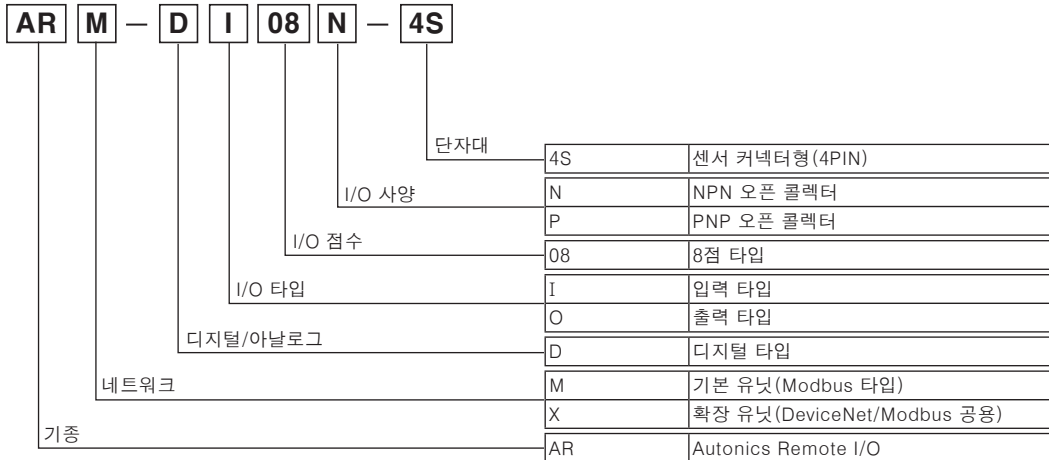 AR M — D I 08 N — 4S
단자대
4S 센서 커넥터형(4PIN)
I/O 사양
N NPN 오픈 콜렉터
P PNP 오픈 콜렉터
I/O 점수
08 8점 타입
I/O 타입
I 입력 타입
O 출력 타입
디지털/아날로그
D 디지털 타입
네트워크
M 기본 유닛(Modbus 타입)
X 확장 유닛(DeviceNet/Modbus 공용)
기종
AR Autonics Remote I/O